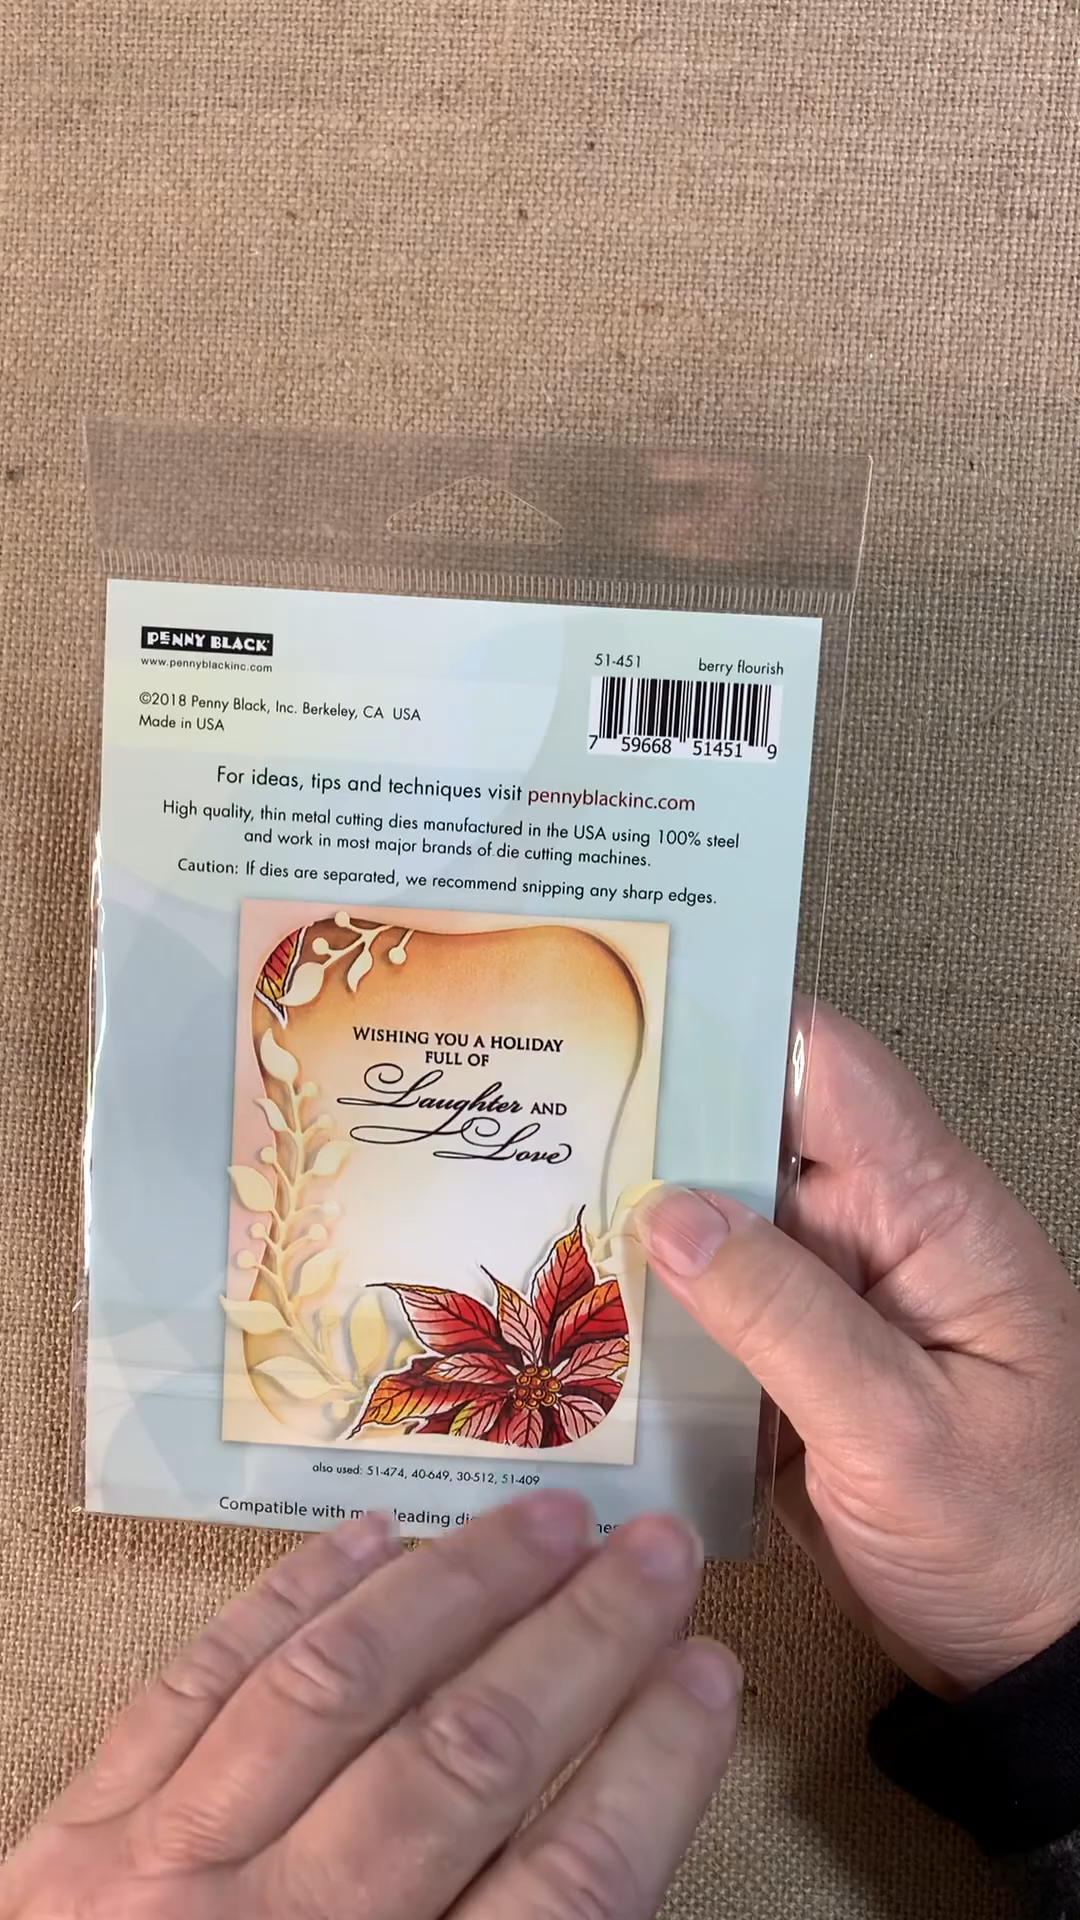 PENNY BLACK
www.pennyblackinc.com
51-451 berry flourish
©2018 Penny Black, Inc. Berkeley, CA USA
Made in USA
7 59668 51451 9
For ideas, tips and techniques visit pennyblackinc.com
High quality, thin metal cutting dies manufactured in the USA using 100% steel
and work in most major brands of die cutting machines.
Caution: If dies are separated, we recommend snipping any sharp edges.
WISHING YOU A HOLIDAY
FULL OF
Laughter AND
Love
also used: 51-474, 40-649, 30-512, 51-409
Compatible with leading